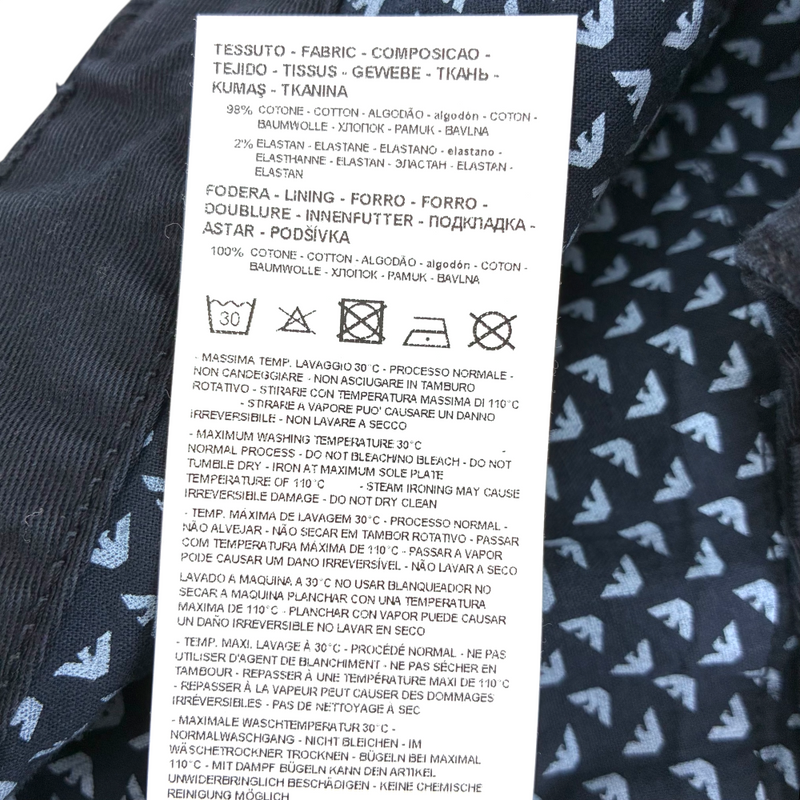 TESSUTO - FABRIC - COMPOSICAO -
TEJIDO - TISSUS - GEWEBE - ТКАНЬ -
KUMAŞ - TKANINA
98% COTONE - COTTON - ALGODÃO - algodón - COTON -
BAUMWOLLE - ХЛОПОК - PAMUK - BAVLNA
2% ELASTAN - ELASTANE - ELASTANO - elastano -
ELASTHANNE - ELASTAN - ЭЛАСТАН - ELASTAN -
ELASTAN
FODERA - LINING - FORRO - FORRO -
DOUBLURE - INNENFUTTER - ПОДКЛАДКА -
ASTAR - PODŠÍVKA
100% COTONE - COTTON - ALGODÃO - algodón - COTON -
BAUMWOLLE - ХЛОПОК - PAMUK - BAVLNA
30
- MASSIMA TEMP. LAVAGGIO 30°C - PROCESSO NORMALE -
NON CANDEGGIARE - NON ASCIUGARE IN TAMBURO
ROTATIVO - STIRARE CON TEMPERATURA MASSIMA DI 110°C
- STIRARE A VAPORE PUO' CAUSARE UN DANNO
IRREVERSIBILE - NON LAVARE A SECCO
- MAXIMUM WASHING TEMPERATURE 30°C -
NORMAL PROCESS - DO NOT BLEACH/NO BLEACH - DO NOT
TUMBLE DRY - IRON AT MAXIMUM SOLE PLATE
TEMPERATURE OF 110°C - STEAM IRONING MAY CAUSE
IRREVERSIBLE DAMAGE - DO NOT DRY CLEAN
- TEMP. MÁXIMA DE LAVAGEM 30°C - PROCESSO NORMAL -
NÃO ALVEJAR - NÃO SECAR EM TAMBOR ROTATIVO - PASSAR
COM TEMPERATURA MÁXIMA DE 110°C - PASSAR A VAPOR
PODE CAUSAR UM DANO IRREVERSÍVEL - NÃO LAVAR A SECO
LAVADO A MAQUINA A 30°C NO USAR BLANQUEADOR NO
SECAR A MAQUINA PLANCHAR CON UNA TEMPERATURA
MAXIMA DE 110°C - PLANCHAR CON VAPOR PUEDE CAUSAR
UN DAÑO IRREVERSIBLE NO LAVAR EN SECO
- TEMP. MAXI. LAVAGE À 30°C - PROCÉDÉ NORMAL - NE PAS
UTILISER D'AGENT DE BLANCHIMENT - NE PAS SÉCHER EN
TAMBOUR - REPASSER À UNE TEMPÉRATURE MAXI DE 110°C
- REPASSER À LA VAPEUR PEUT CAUSER DES DOMMAGES
IRRÉVERSIBLES - PAS DE NETTOYAGE À SEC
- MAXIMALE WASCHTEMPERATUR 30°C -
NORMALWASCHGANG - NICHT BLEICHEN - IM
WÄSCHETROCKNER TROCKNEN - BÜGELN BEI MAXIMAL
110°C - MIT DAMPF BÜGELN KANN DEN ARTIKEL
UNWIDERBRINGLICH BESCHÄDIGEN - KEINE CHEMISCHE
REINIGUNG MÖGLICH